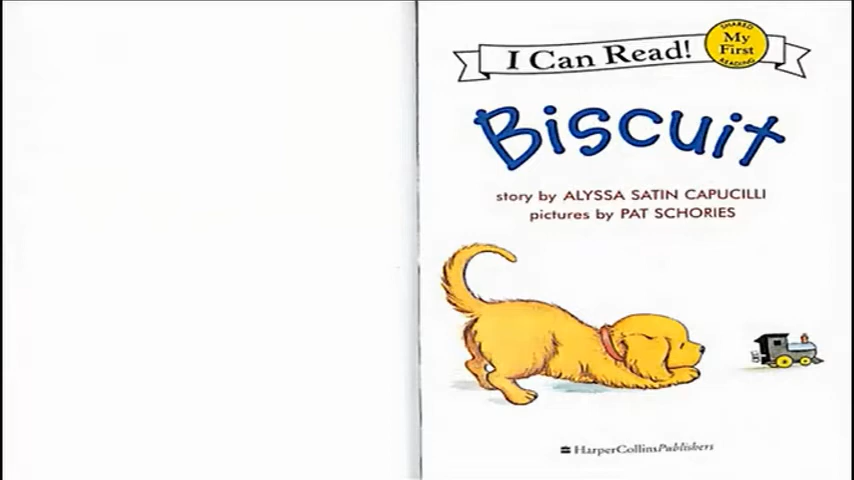 I Can Read!
SHARED
My
First
READING
Biscuit
story by ALYSSA SATIN CAPUCILLI
pictures by PAT SCHORIES
HarperCollinsPublishers